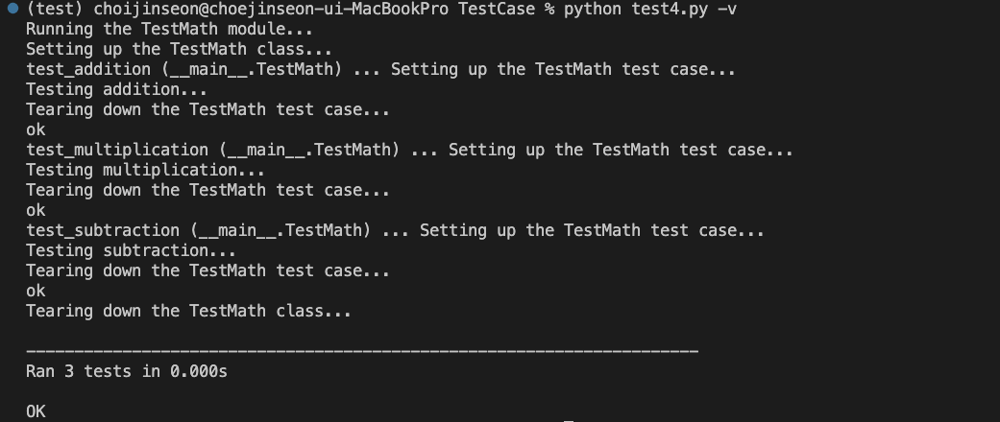 (test) choijinseon@choejinseon-ui-MacBookPro TestCase % python test4.py -v
Running the TestMath module...
Setting up the TestMath class...
test_addition (__main__.TestMath) ... Setting up the TestMath test case...
Testing addition...
Tearing down the TestMath test case...
ok
test_multiplication (__main__.TestMath) ... Setting up the TestMath test case...
Testing multiplication...
Tearing down the TestMath test case...
ok
test_subtraction (__main__.TestMath) ... Setting up the TestMath test case...
Testing subtraction...
Tearing down the TestMath test case...
ok
Tearing down the TestMath class...
----------------------------------------------------------------------
Ran 3 tests in 0.000s
OK